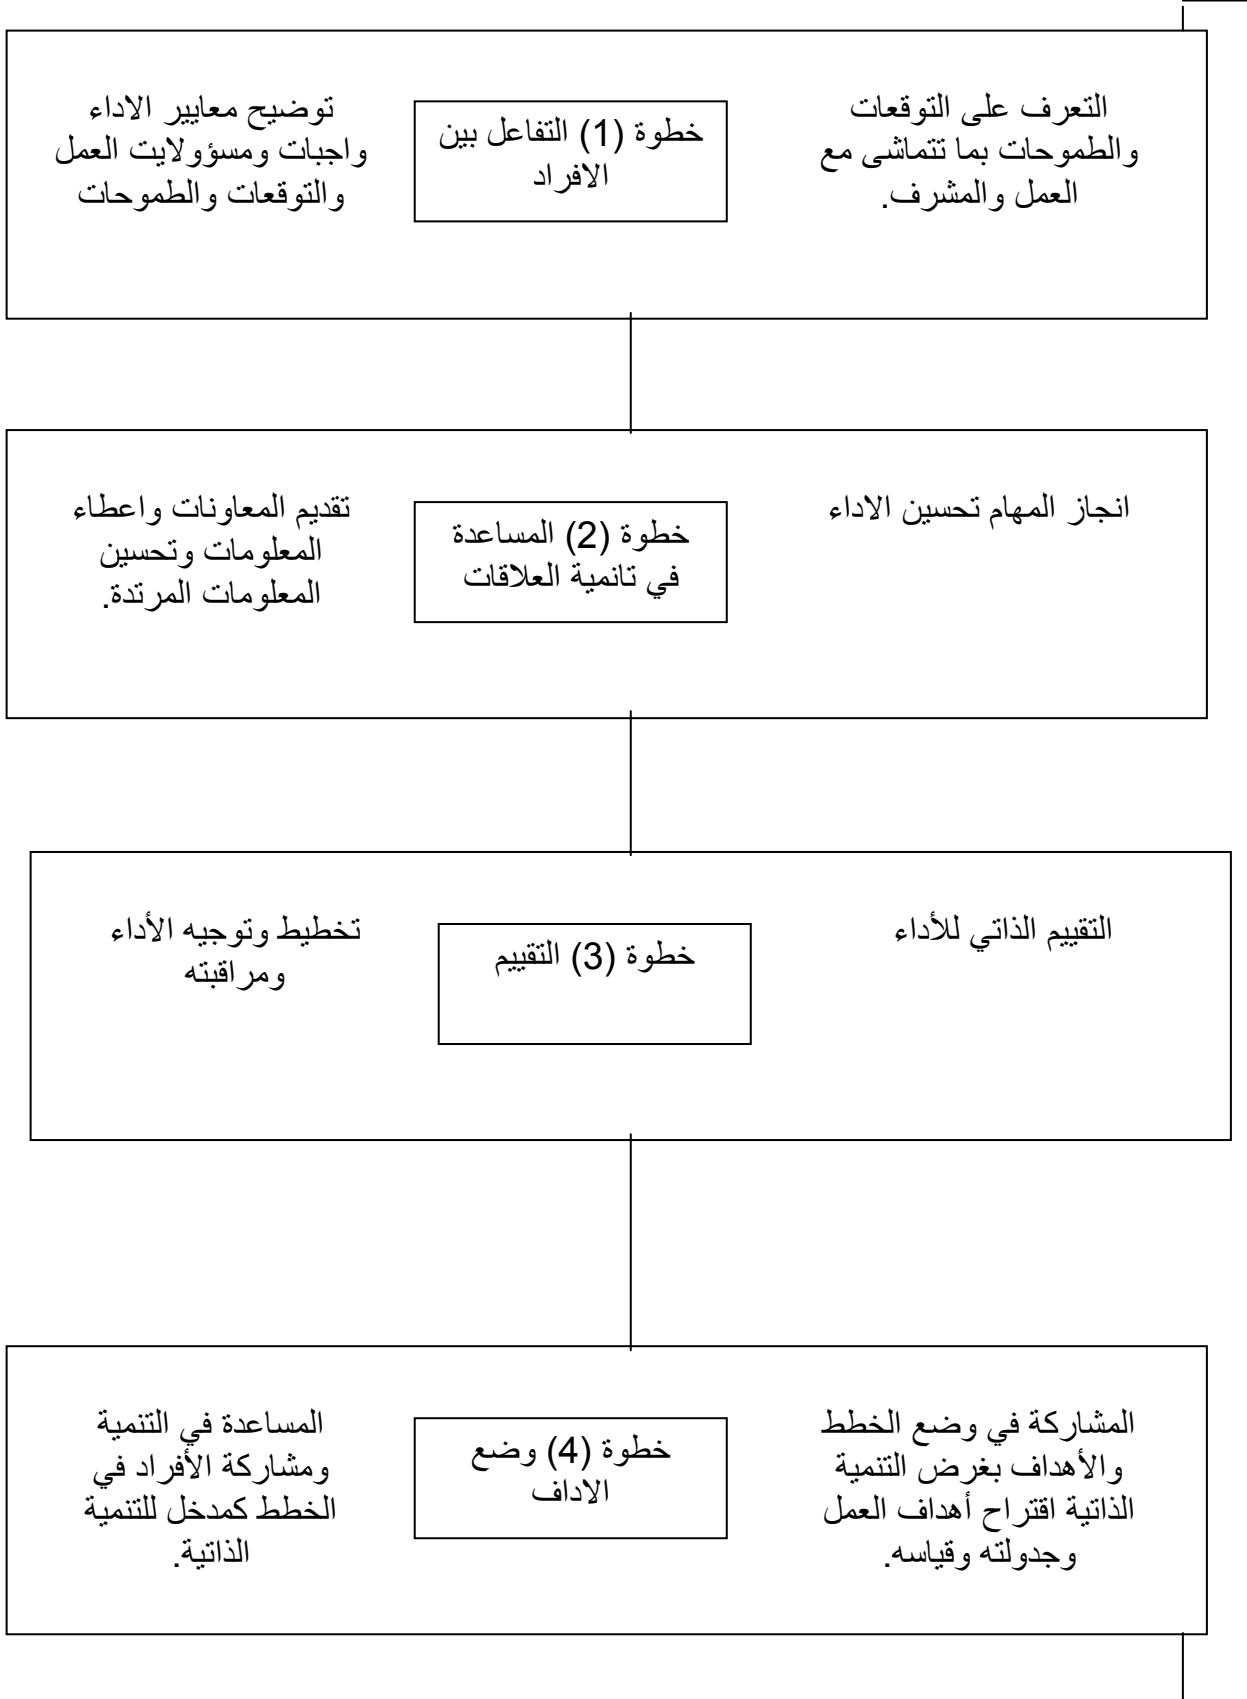 التعرف على التوقعات
والطموحات بما تتماشى مع
العمل والمشرف.
خطوة (1) التفاعل بين
الافراد
توضيح معايير الاداء
واجبات ومسؤولايت العمل
والتوقعات والطموحات
انجاز المهام تحسين الاداء
خطوة (2) المساعدة
في تانمية العلاقات
تقديم المعاونات واعطاء
المعلومات وتحسين
المعلومات المرتدة.
التقييم الذاتي للأداء
خطوة (3) التقييم
تخطيط وتوجيه الأداء
ومراقبته
المشاركة في وضع الخطط
والأهداف بغرض التنمية
الذاتية اقتراح أهداف العمل
وجدولته وقياسه.
خطوة (4) وضع
الاداف
المساعدة في التنمية
ومشاركة الأفراد في
الخطط كمدخل للتنمية
الذاتية.